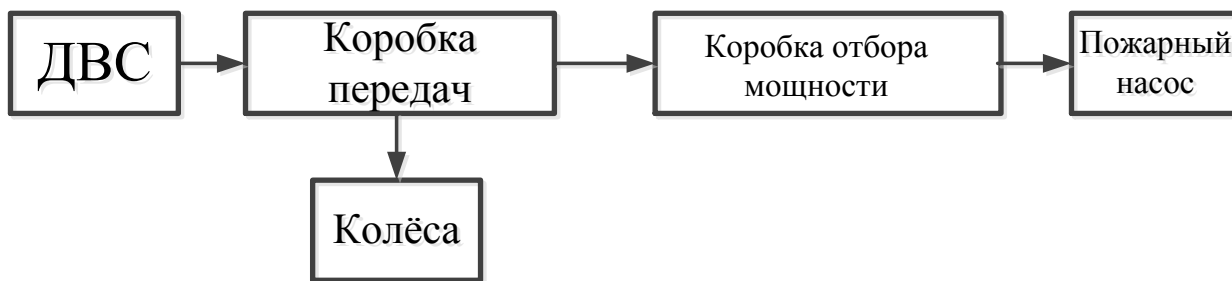 ДВС
Коробка
передач
Коробка отбора
мощности
Пожарный
насос
Колёса